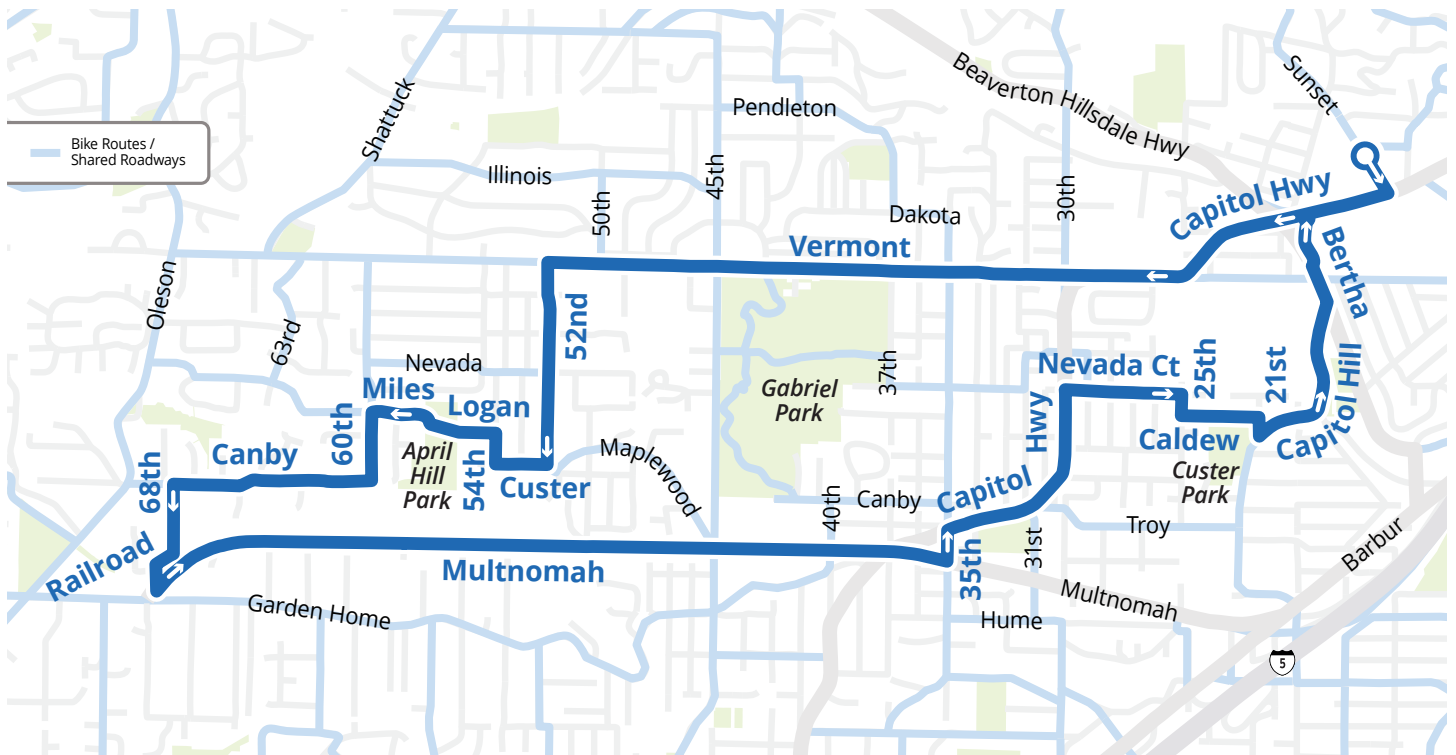 Beaverton Hillsdale Hwy
Sunset
Shattuck
Pendleton
Bike Routes /
Shared Roadways
Illinois
45th
50th
30th
Dakota
Capitol Hwy
Vermont
Bertha
Oleson
63rd
52nd
Nevada
Miles
Logan
Gabriel
Park
37th
Nevada Ct
25th
21st
Capitol Hill
60th
Canby
68th
April
Hill
Park
54th
Custer
Maplewood
40th
Canby
Capitol
Hwy
Caldew
Custer
Park
Troy
31st
Barbur
Railroad
Multnomah
35th
Multnomah
Garden Home
Hume
5